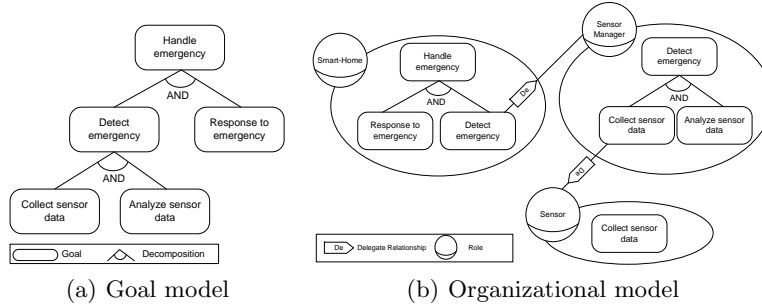 Handle
emergency
AND
Detect
emergency
Response to
emergency
AND
Collect sensor
data
Analyze sensor
data
Goal
Decomposition
(a) Goal model
Smart-Home
Handle
emergency
AND
Response to
emergency
Detect
emergency
De
Sensor
Manager
Detect
emergency
AND
Collect sensor
data
Analyze sensor
data
De
Sensor
Collect sensor
data
De
Delegate Relationship
Role
(b) Organizational model